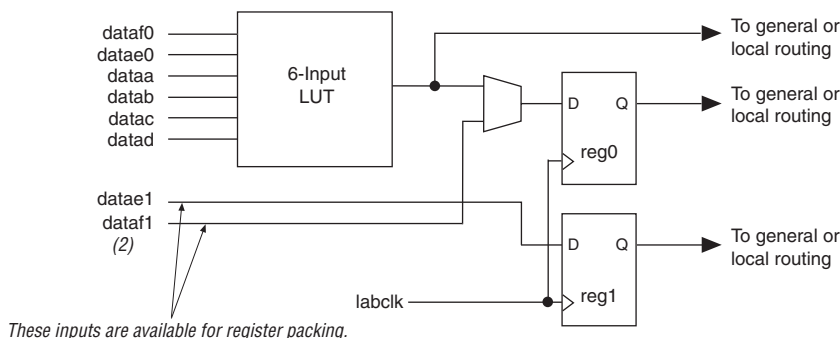 dataf0
datae0
dataa
datab
datac
datad
6-Input
LUT
To general or
local routing
D Q
reg0
To general or
local routing
datae1
dataf1
(2)
D Q
reg1
To general or
local routing
labclk
These inputs are available for register packing.